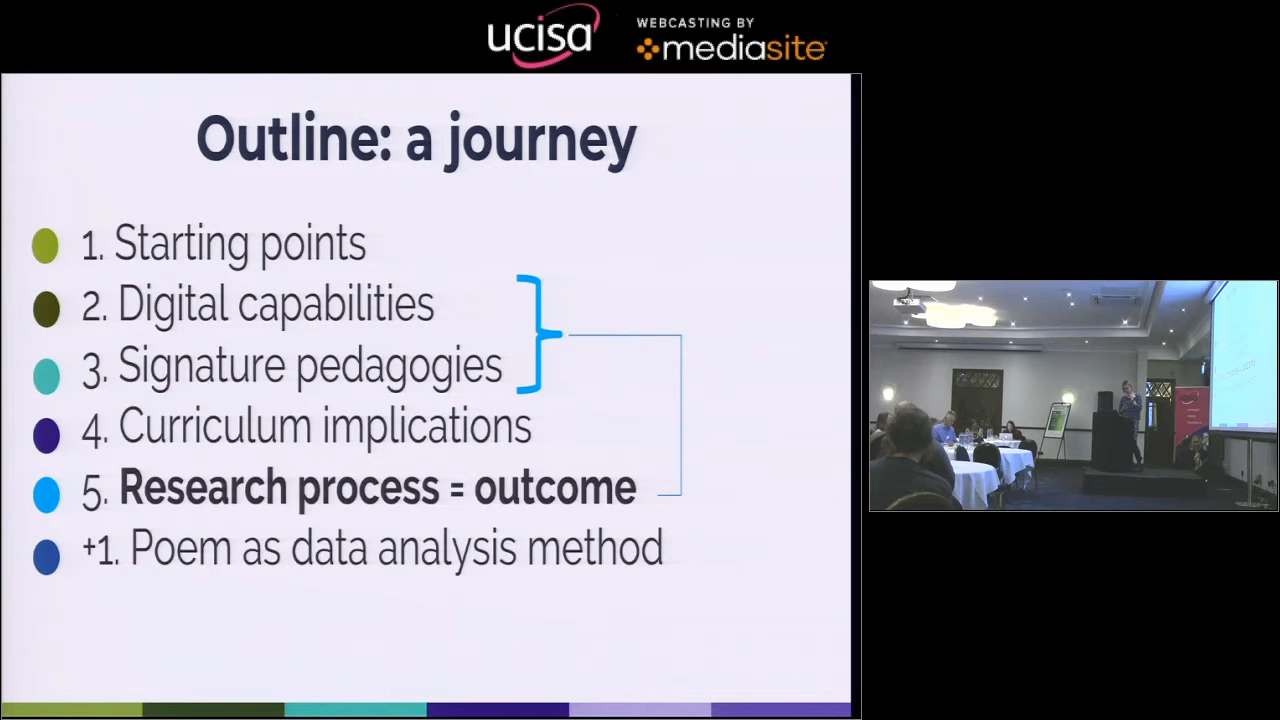 ucisa
WEBCASTING BY
mediasite
Outline: a journey
1. Starting points
2. Digital capabilities
3. Signature pedagogies
4. Curriculum implications
5. Research process = outcome
+1. Poem as data analysis method